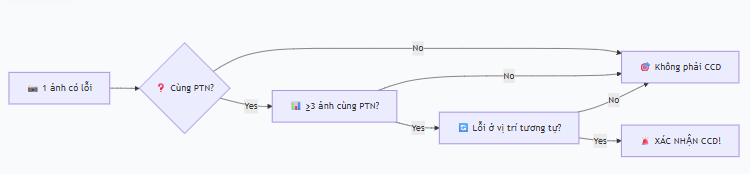 No
📷 1 ảnh có lỗi
❓ Cùng PTN?
🎯 Không phải CCD
No
Yes
📊 ≥3 ảnh cùng PTN?
No
Yes
🔄 Lỗi ở vị trí tương tự?
Yes
🚨 XÁC NHẬN CCD!